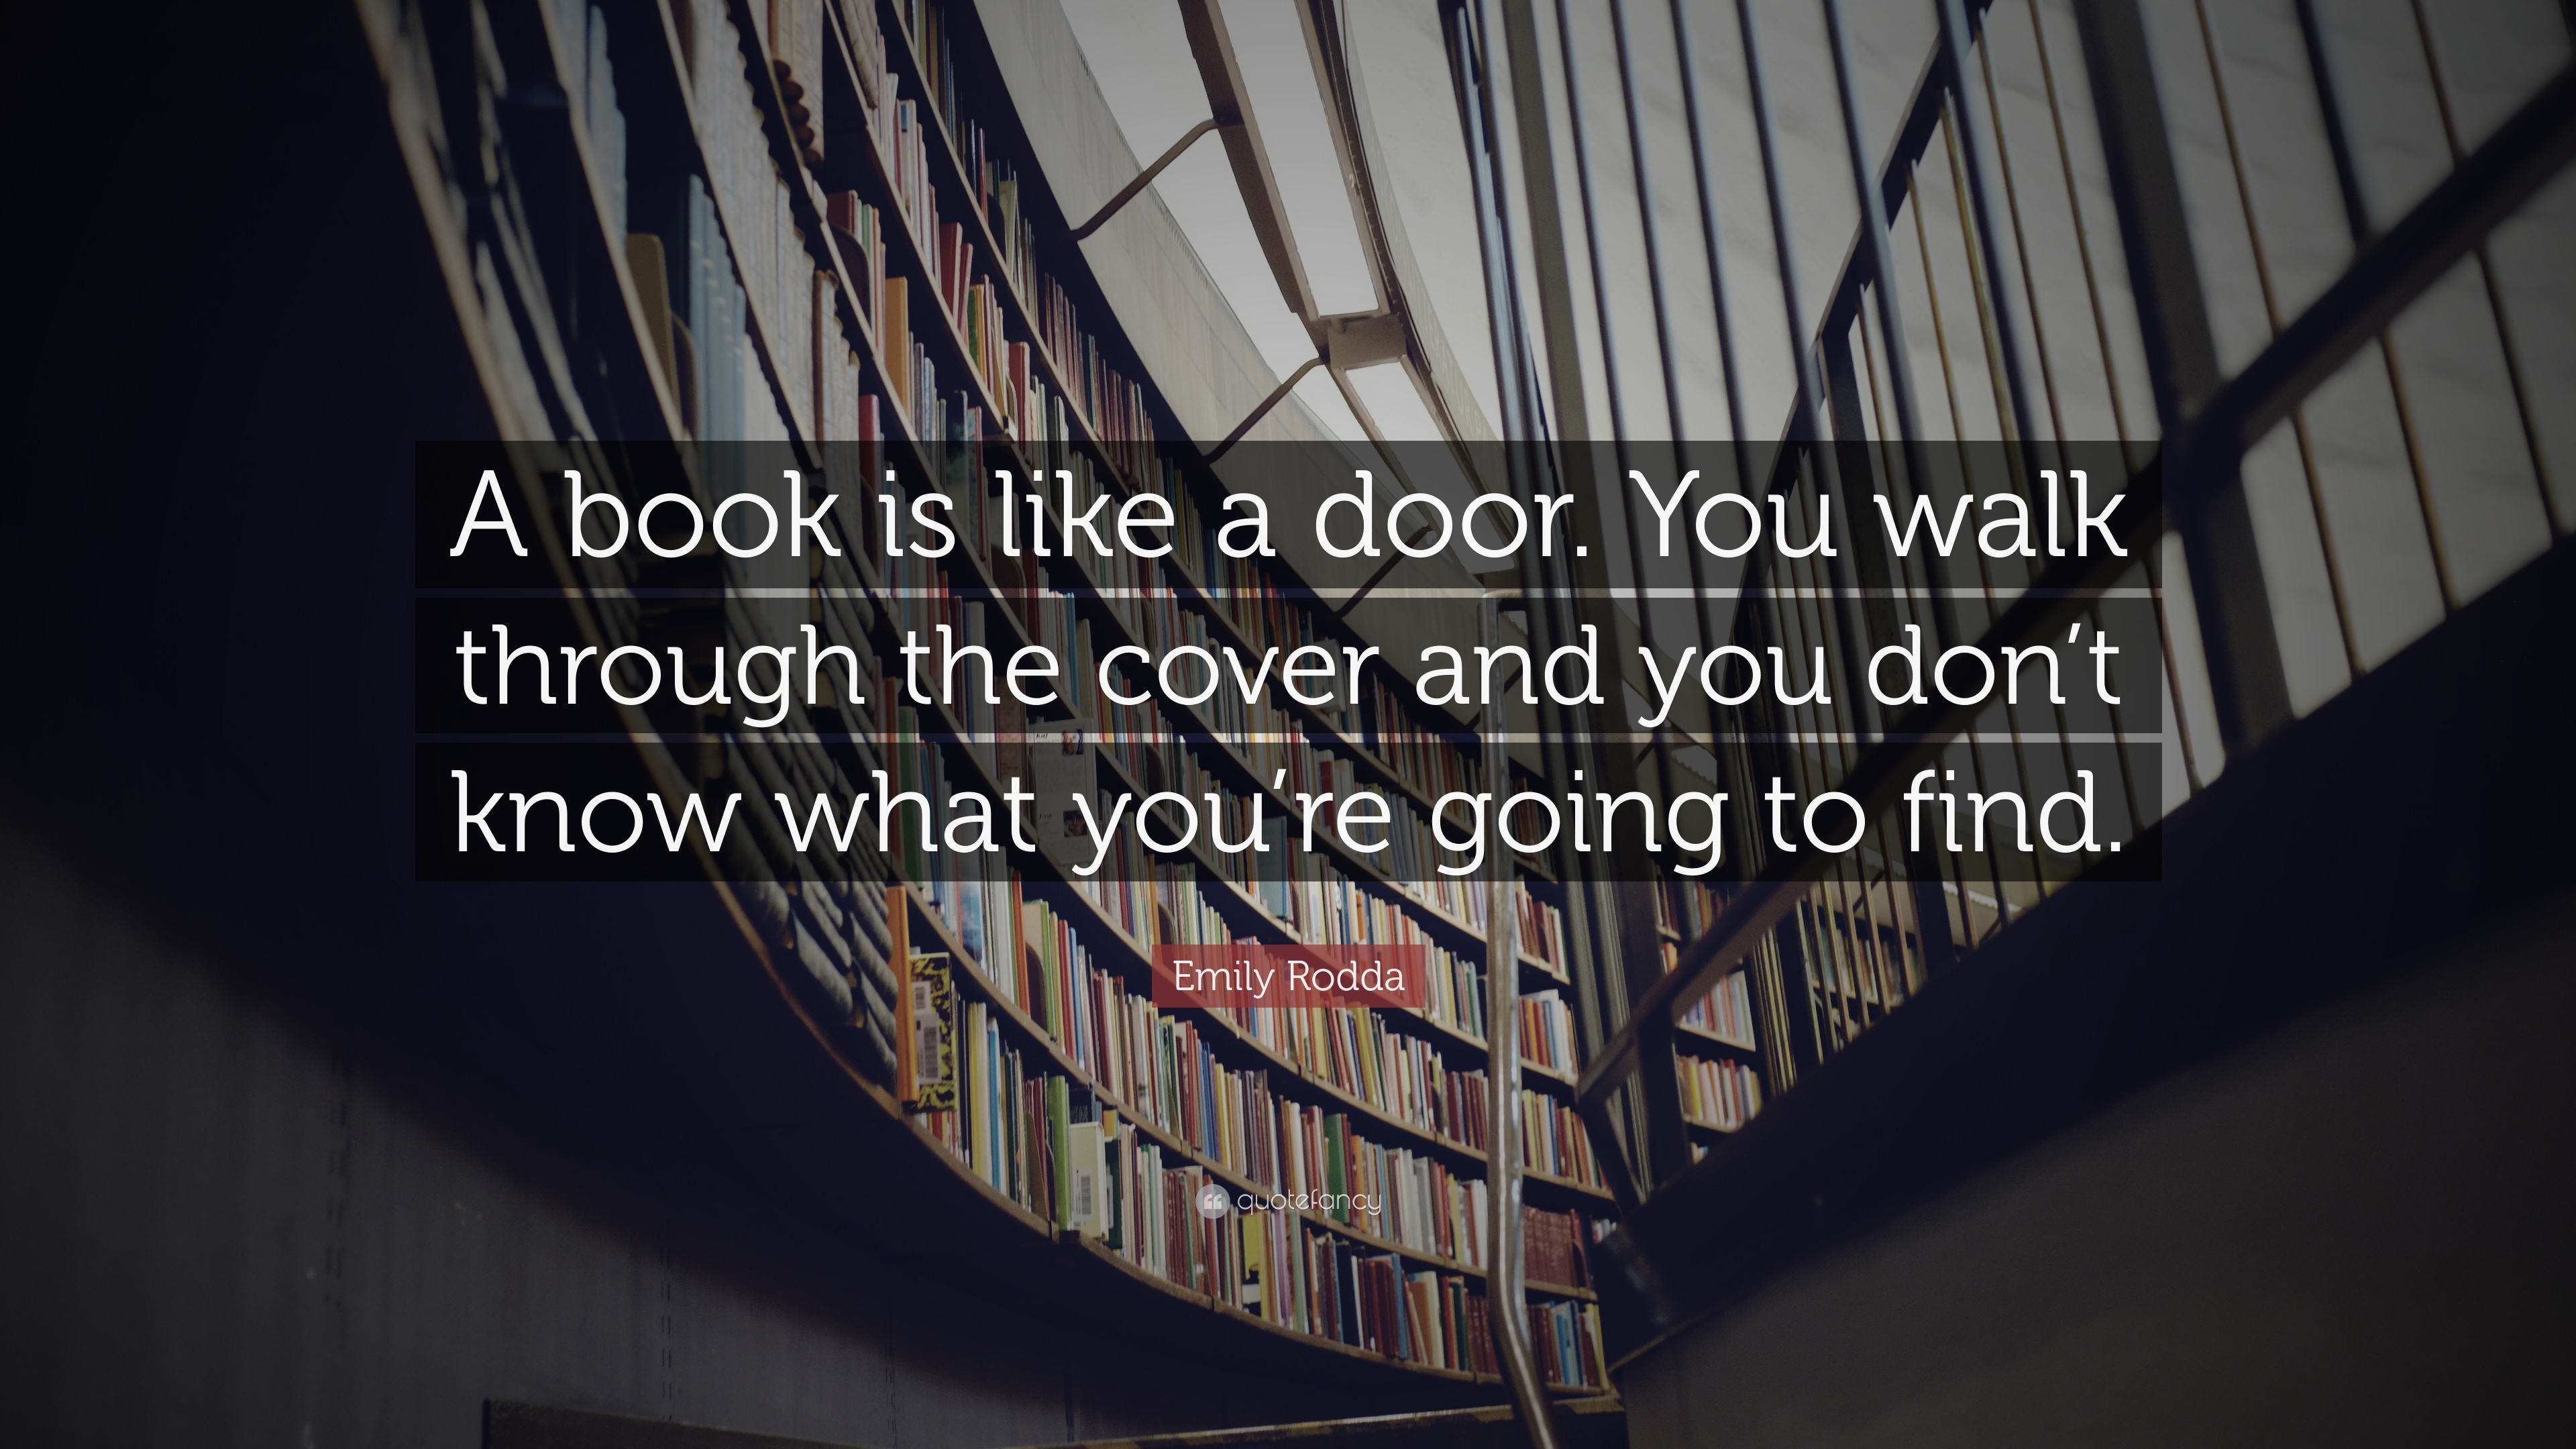 A book is like a door. You walk
through the cover and you don’t
know what you’re going to find.
Emily Rodda
quotefancy